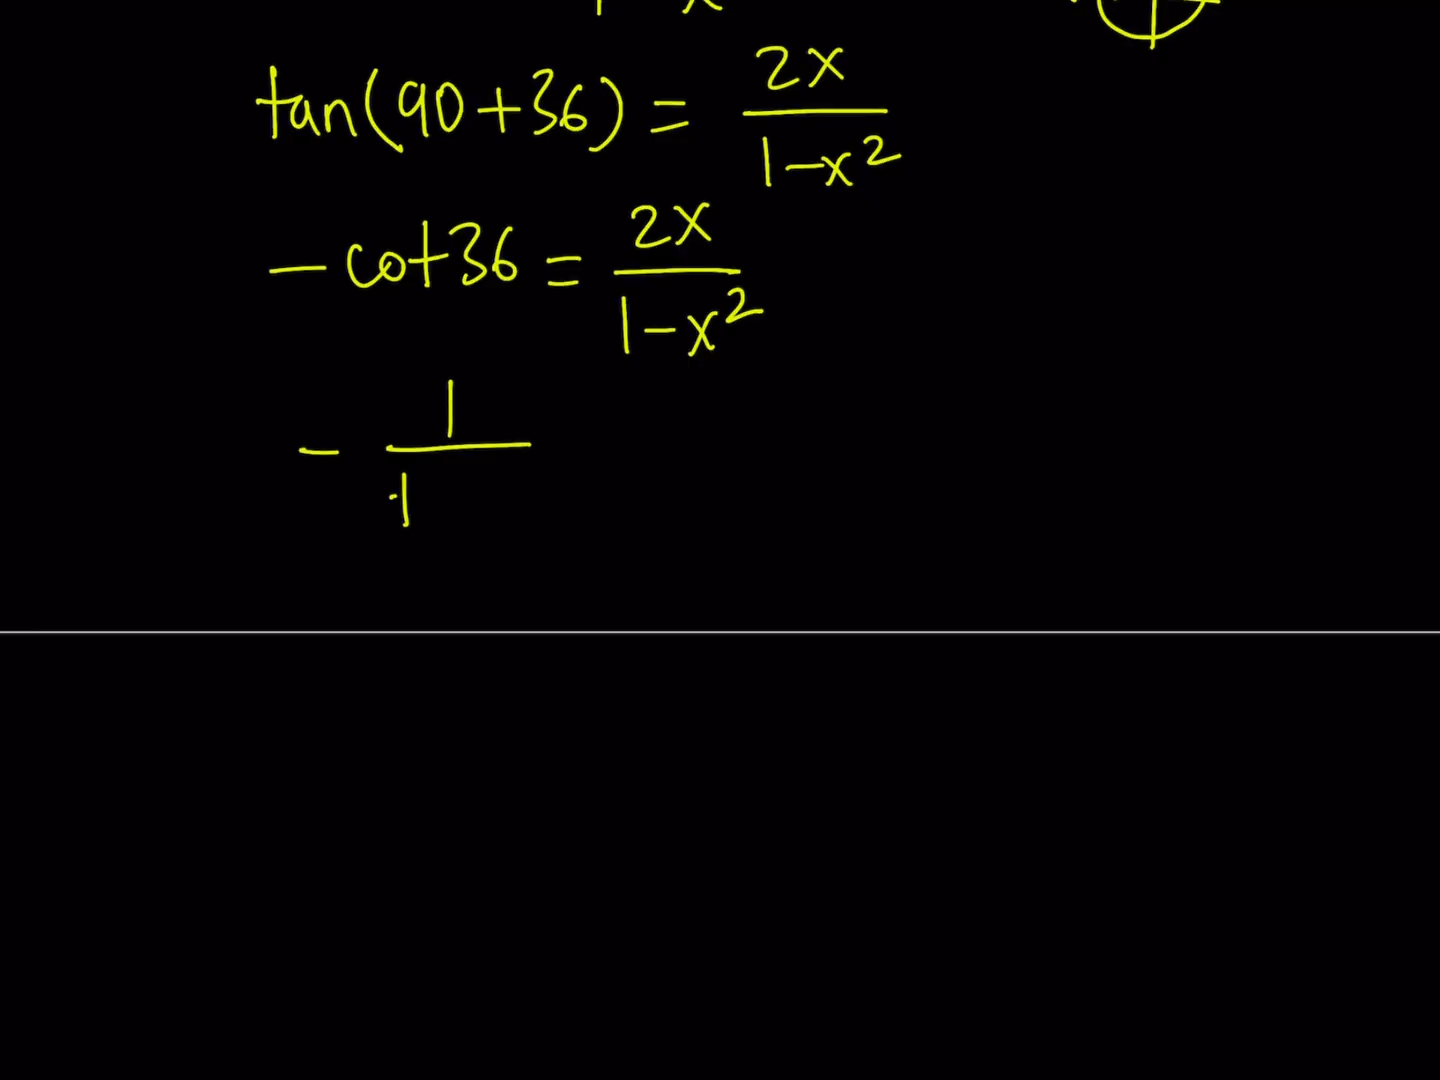 tan(90+36) = 2x / 1-x²
- cot36 = 2x / 1-x²
- 1 /